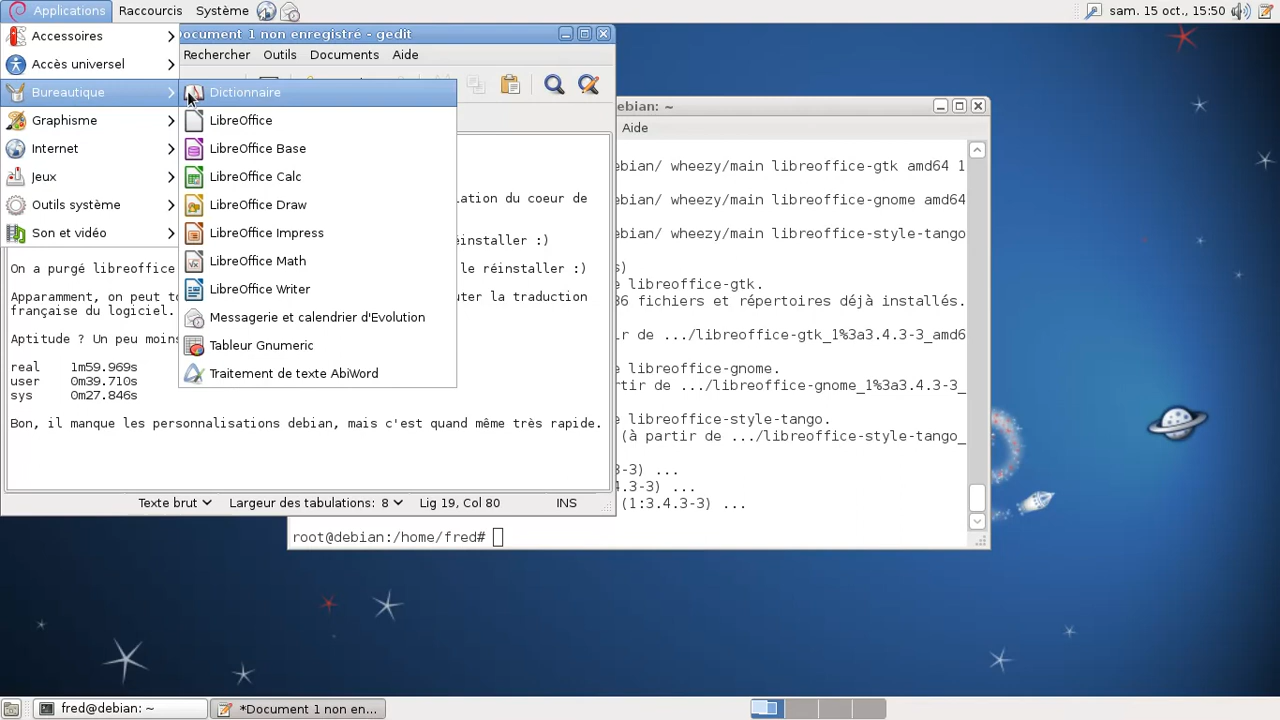 Applications Raccourcis Système sam. 15 oct., 15:50
Accessoires
Accès universel
Bureautique
Graphisme
Internet
Jeux
Outils système
Son et vidéo
Dictionnaire
LibreOffice
LibreOffice Base
LibreOffice Calc
LibreOffice Draw
LibreOffice Impress
LibreOffice Math
LibreOffice Writer
Messagerie et calendrier d'Evolution
Tableur Gnumeric
Traitement de texte AbiWord
Document 1 non enregistré - gedit
Rechercher Outils Documents Aide
lation du coeur de
éinstaller :)
On a purgé libreoffice le réinstaller :)
Apparamment, on peut to uter la traduction
française du logiciel.
Aptitude ? Un peu moins
real 1m59.969s
user 0m39.710s
sys 0m27.846s
Bon, il manque les personnalisations debian, mais c'est quand même très rapide.
Texte brut Largeur des tabulations: 8 Lig 19, Col 80 INS
ebian: ~
Aide
ebian/ wheezy/main libreoffice-gtk amd64 1
ebian/ wheezy/main libreoffice-gnome amd64
ebian/ wheezy/main libreoffice-style-tango
s)
e libreoffice-gtk.
36 fichiers et répertoires déjà installés.
tir de .../libreoffice-gtk_1%3a3.4.3-3_amd6
e libreoffice-gnome.
artir de .../libreoffice-gnome_1%3a3.4.3-3_
e libreoffice-style-tango.
(à partir de .../libreoffice-style-tango_
3-3) ...
4.3-3) ...
(1:3.4.3-3) ...
root@debian:/home/fred#
fred@debian: ~ *Document 1 non en...